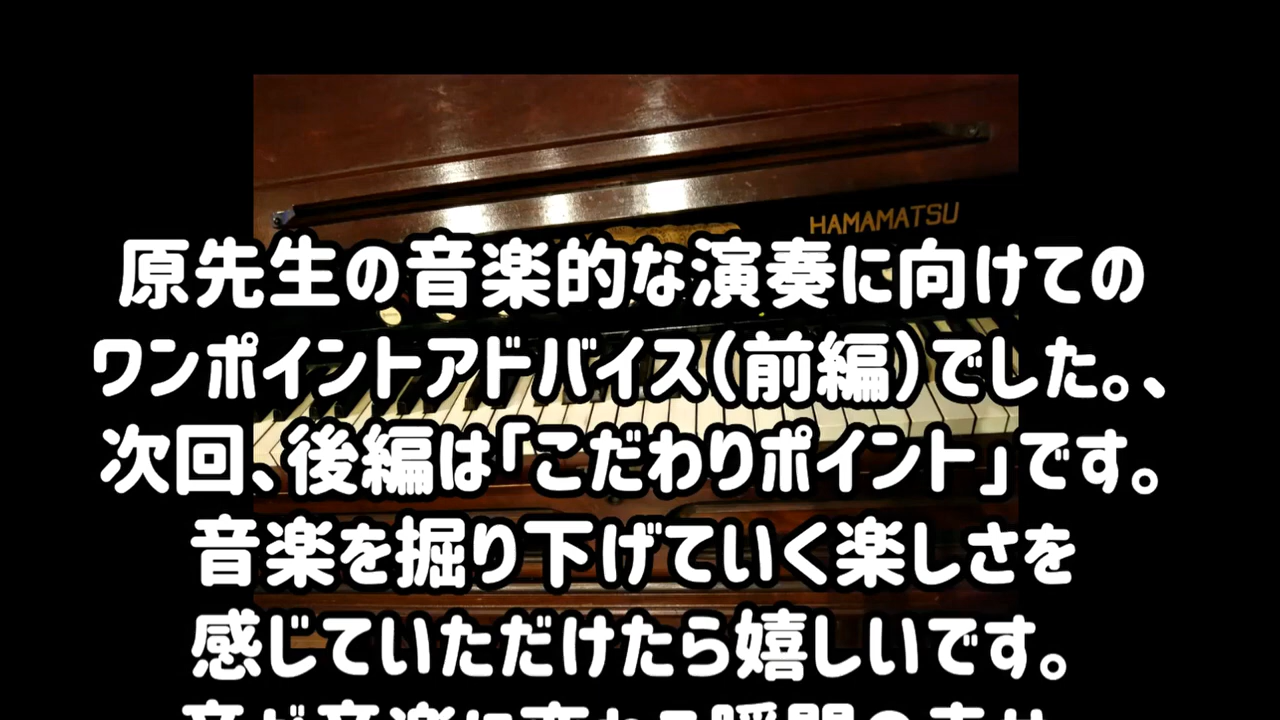 HAMAMATSU
原先生の音楽的な演奏に向けての
ワンポイントアドバイス(前編)でした。、
次回、後編は「こだわりポイント」です。
音楽を掘り下げていく楽しさを
感じていただけたら嬉しいです。